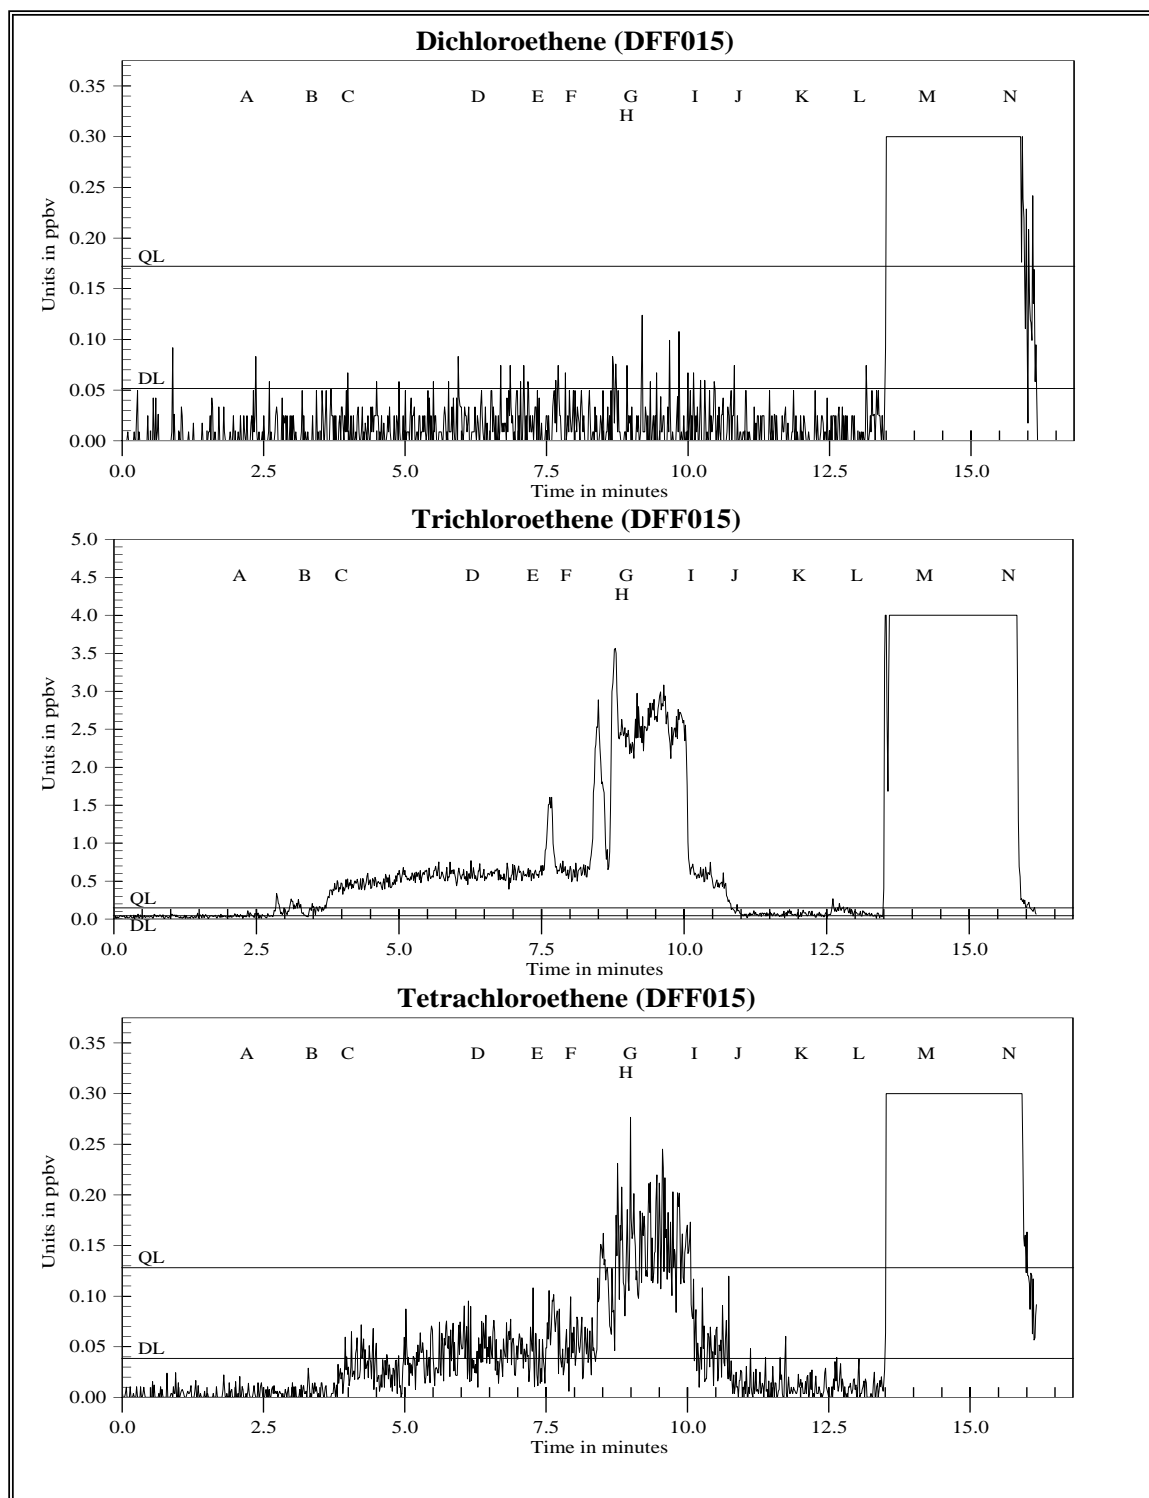 Dichloroethene (DFF015)
0.35
A B C D E F G I J K L M N
H
0.30
0.25
0.20
QL
0.15
0.10
DL
0.05
0.00
Units in ppbv
0.0 2.5 5.0 7.5 10.0 12.5 15.0
Time in minutes
Trichloroethene (DFF015)
5.0
4.5
A B C D E F G I J K L M N
H
4.0
3.5
3.0
2.5
2.0
1.5
1.0
0.5
QL
0.0
DL
Units in ppbv
0.0 2.5 5.0 7.5 10.0 12.5 15.0
Time in minutes
Tetrachloroethene (DFF015)
0.35
A B C D E F G I J K L M N
H
0.30
0.25
0.20
0.15
QL
0.10
0.05
DL
0.00
Units in ppbv
0.0 2.5 5.0 7.5 10.0 12.5 15.0
Time in minutes